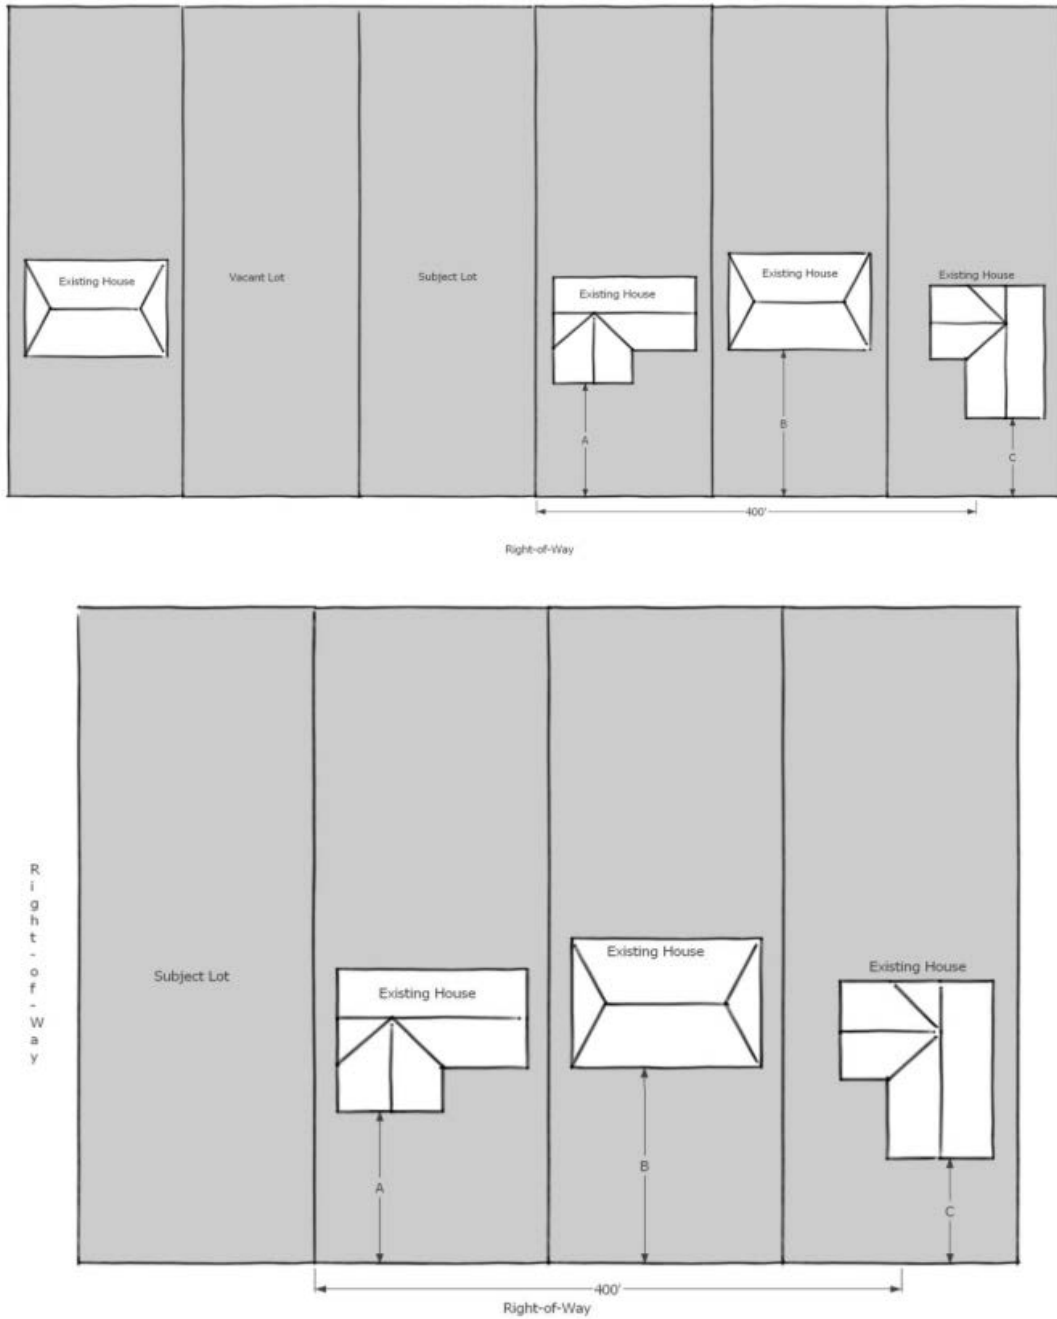 Existing House
Vacant Lot
Subject Lot
Existing House
Existing House
Existing House
A
B
C
400'
Right-of-Way
Right-of-Way
Subject Lot
Existing House
Existing House
Existing House
A
B
C
400'
Right-of-Way